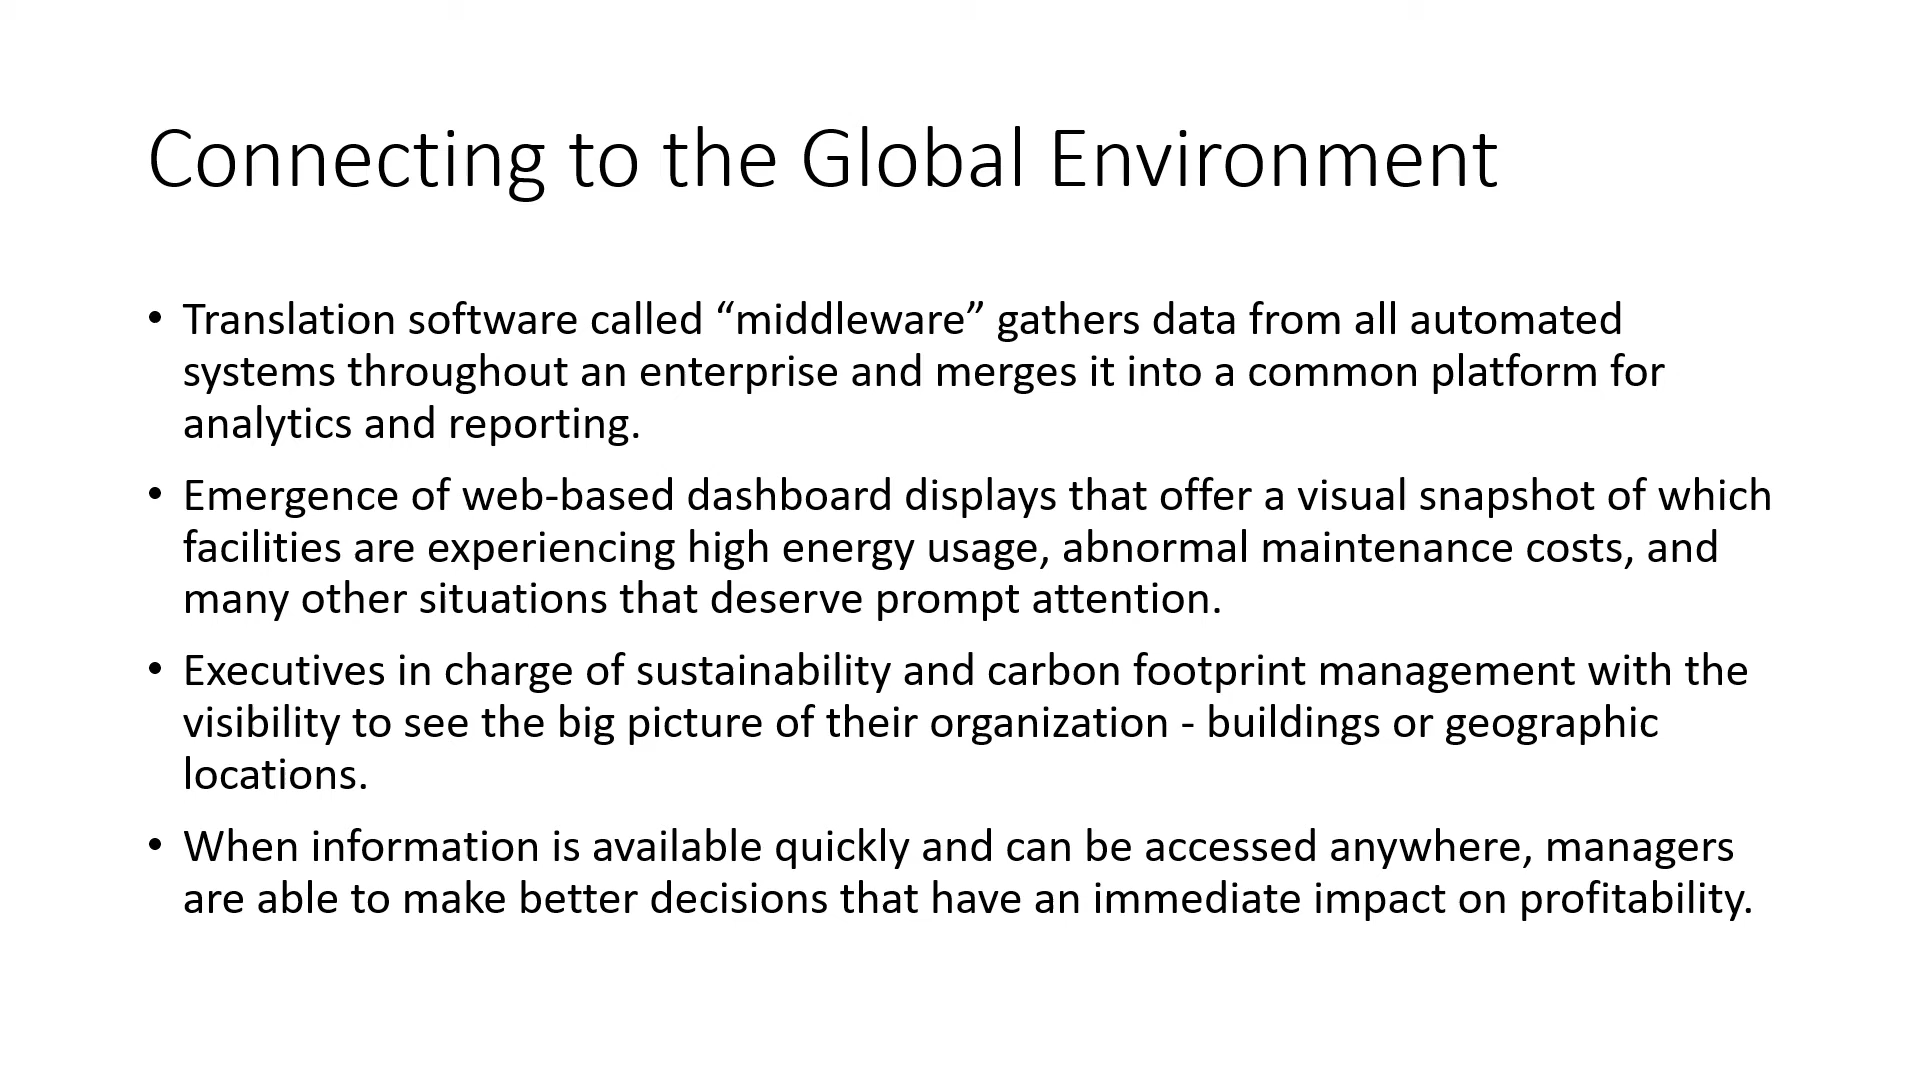 Connecting to the Global Environment
• Translation software called “middleware” gathers data from all automated
systems throughout an enterprise and merges it into a common platform for
analytics and reporting.
• Emergence of web-based dashboard displays that offer a visual snapshot of which
facilities are experiencing high energy usage, abnormal maintenance costs, and
many other situations that deserve prompt attention.
• Executives in charge of sustainability and carbon footprint management with the
visibility to see the big picture of their organization - buildings or geographic
locations.
• When information is available quickly and can be accessed anywhere, managers
are able to make better decisions that have an immediate impact on profitability.